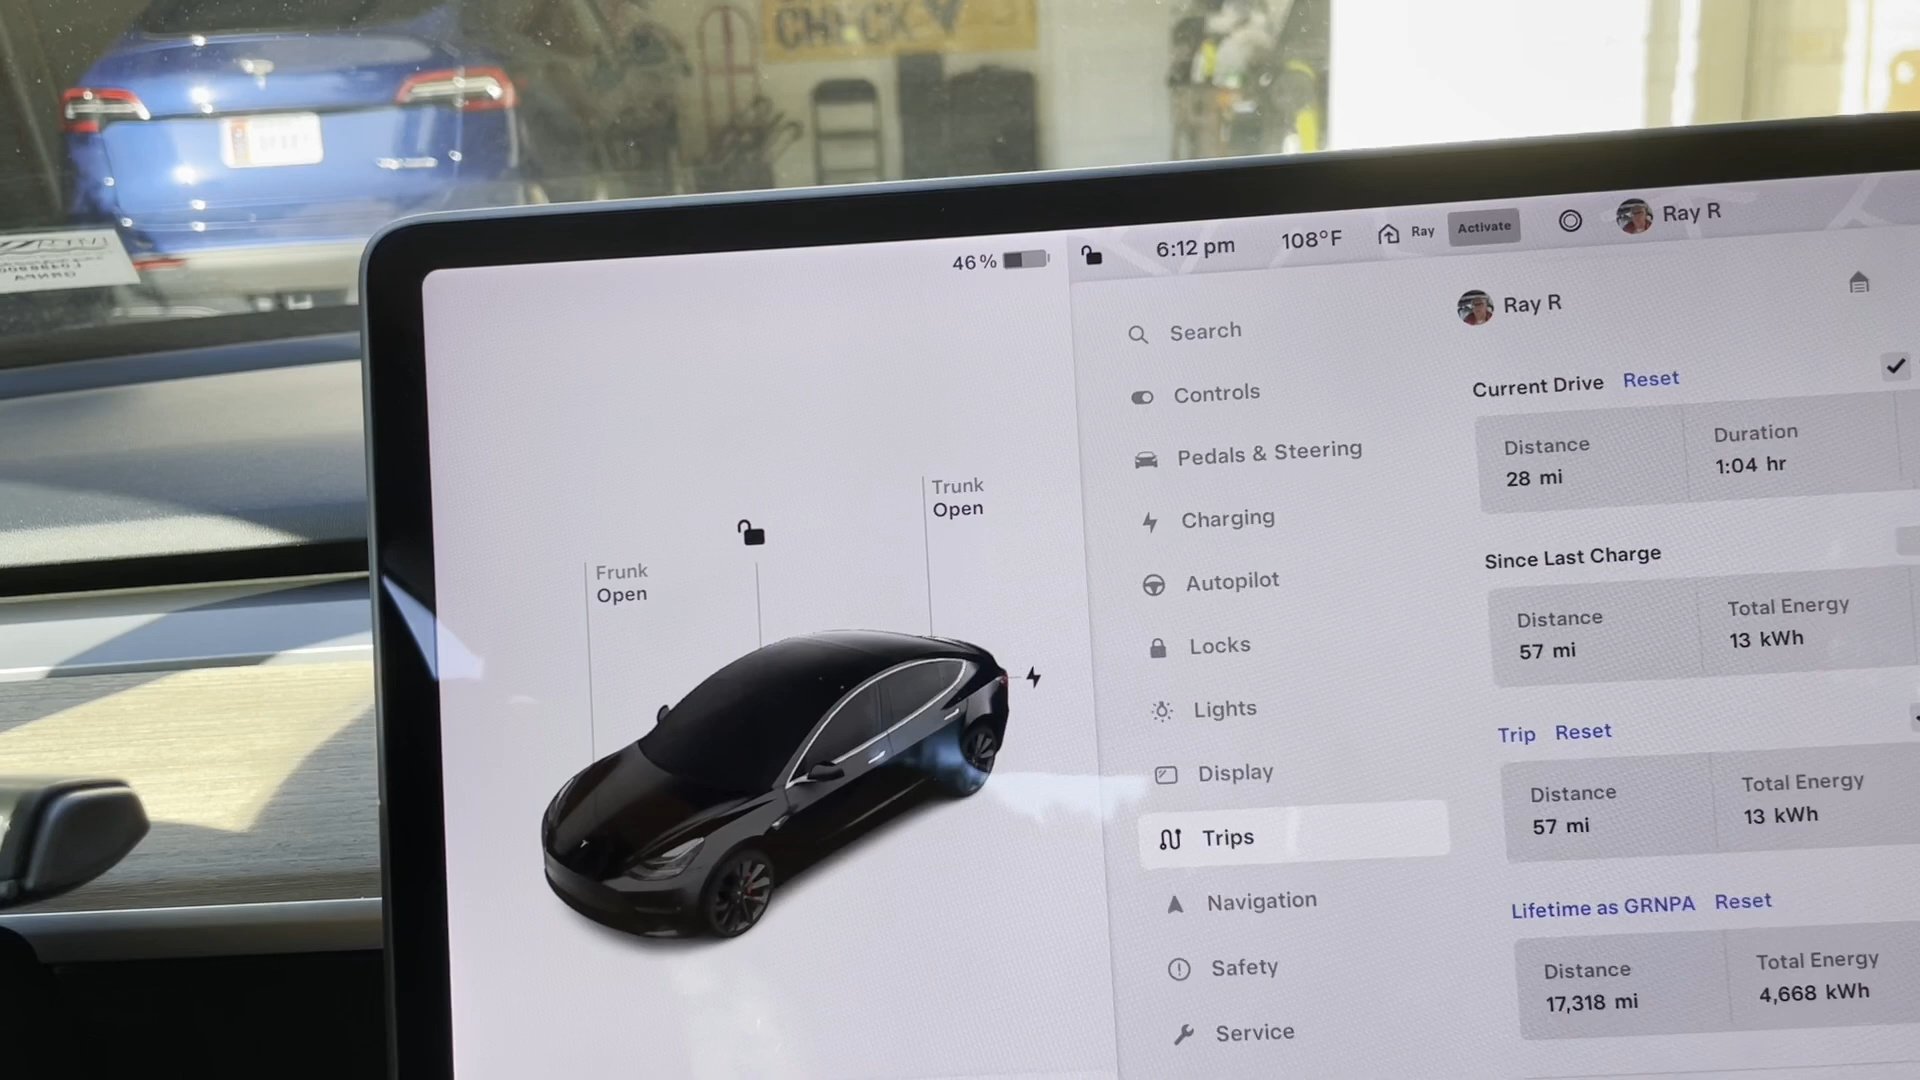 CHECK
46%
6:12 pm
108°F
Ray
Activate
Ray R
Search
Controls
Pedals & Steering
Charging
Autopilot
Locks
Lights
Display
Trips
Navigation
Safety
Service
Trunk
Open
Frunk
Open
Ray R
Current Drive Reset
Distance
28 mi
Duration
1:04 hr
Since Last Charge
Distance
57 mi
Total Energy
13 kWh
Trip Reset
Distance
57 mi
Total Energy
13 kWh
Lifetime as GRNPA Reset
Distance
17,318 mi
Total Energy
4,668 kWh